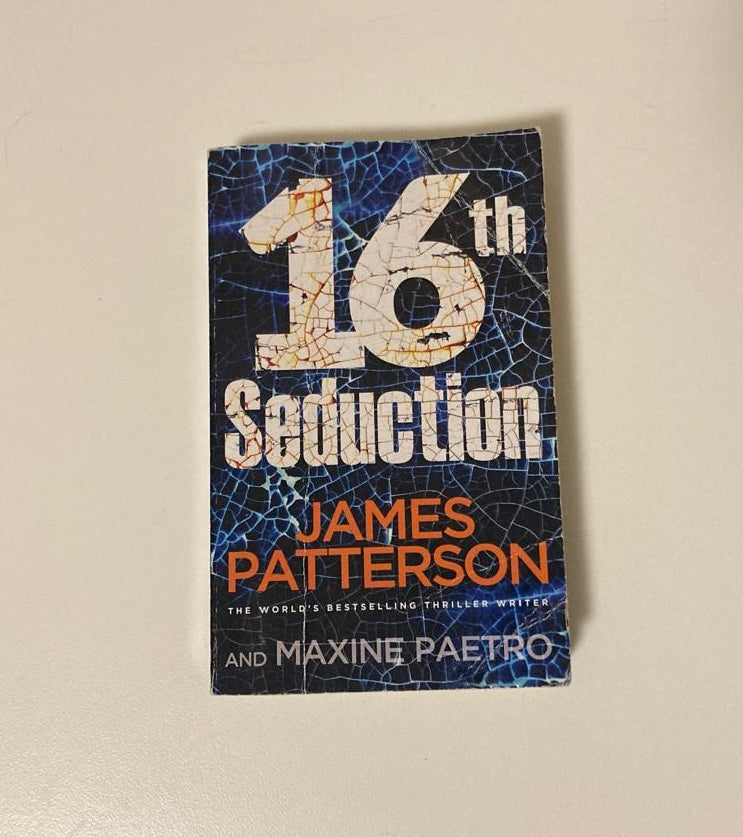 16th
Seduction
JAMES
PATTERSON
THE WORLD'S BESTSELLING THRILLER WRITER
AND MAXINE PAETRO